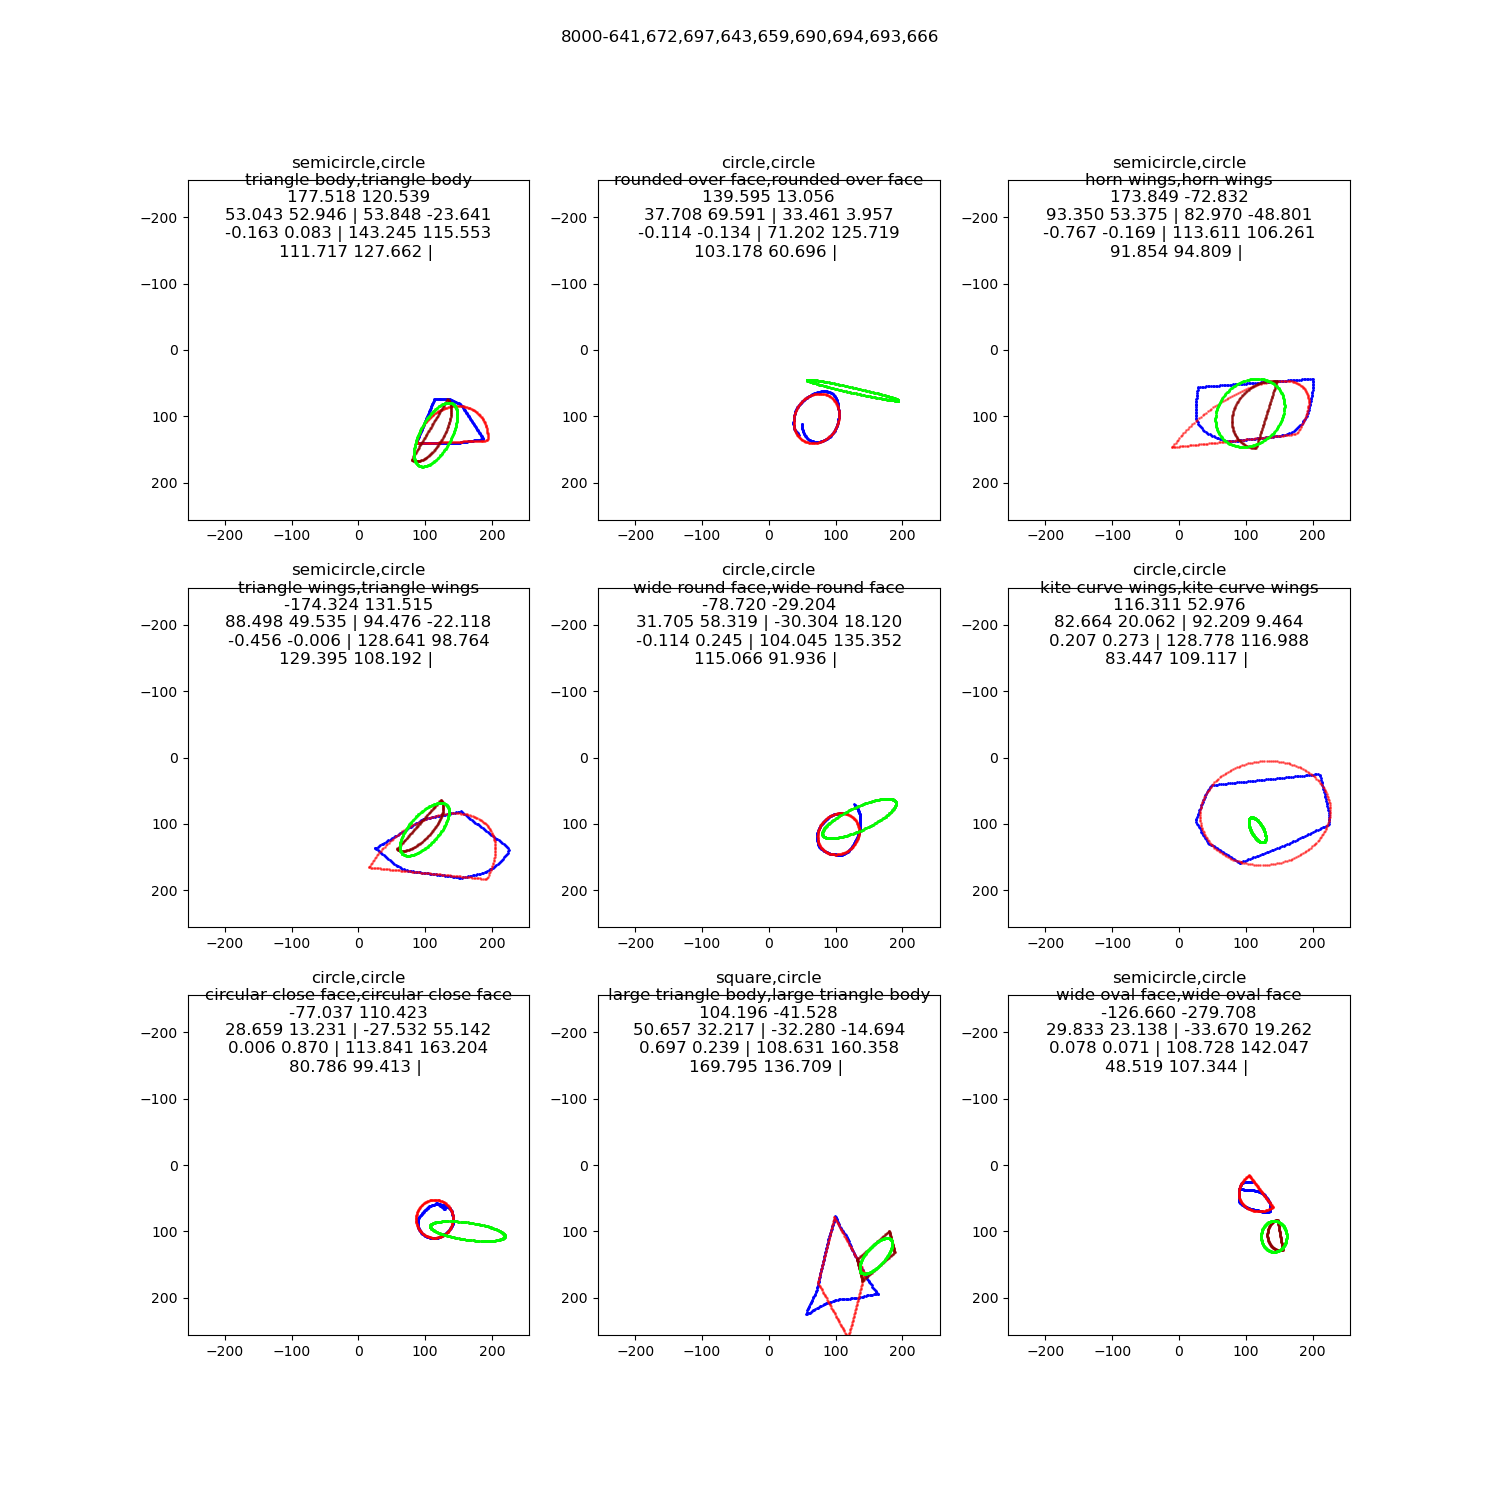 8000-641,672,697,643,659,690,694,693,666
semicircle,circle
triangle body,triangle body
177.518 120.539
53.043 52.946 | 53.848 -23.641
-0.163 0.083 | 143.245 115.553
111.717 127.662 |
−200
−100
0
100
200
−200 −100 0 100 200
circle,circle
rounded over face,rounded over face
139.595 13.056
37.708 69.591 | 33.461 3.957
-0.114 -0.134 | 71.202 125.719
103.178 60.696 |
−200
−100
0
100
200
−200 −100 0 100 200
semicircle,circle
horn wings,horn wings
173.849 -72.832
93.350 53.375 | 82.970 -48.801
-0.767 -0.169 | 113.611 106.261
91.854 94.809 |
−200
−100
0
100
200
−200 −100 0 100 200
semicircle,circle
triangle wings,triangle wings
-174.324 131.515
88.498 49.535 | 94.476 -22.118
-0.456 -0.006 | 128.641 98.764
129.395 108.192 |
−200
−100
0
100
200
−200 −100 0 100 200
circle,circle
wide round face,wide round face
-78.720 -29.204
31.705 58.319 | -30.304 18.120
-0.114 0.245 | 104.045 135.352
115.066 91.936 |
−200
−100
0
100
200
−200 −100 0 100 200
circle,circle
kite curve wings,kite curve wings
116.311 52.976
82.664 20.062 | 92.209 9.464
0.207 0.273 | 128.778 116.988
83.447 109.117 |
−200
−100
0
100
200
−200 −100 0 100 200
circle,circle
circular close face,circular close face
-77.037 110.423
28.659 13.231 | -27.532 55.142
0.006 0.870 | 113.841 163.204
80.786 99.413 |
−200
−100
0
100
200
−200 −100 0 100 200
square,circle
large triangle body,large triangle body
104.196 -41.528
50.657 32.217 | -32.280 -14.694
0.697 0.239 | 108.631 160.358
169.795 136.709 |
−200
−100
0
100
200
−200 −100 0 100 200
semicircle,circle
wide oval face,wide oval face
-126.660 -279.708
29.833 23.138 | -33.670 19.262
0.078 0.071 | 108.728 142.047
48.519 107.344 |
−200
−100
0
100
200
−200 −100 0 100 200